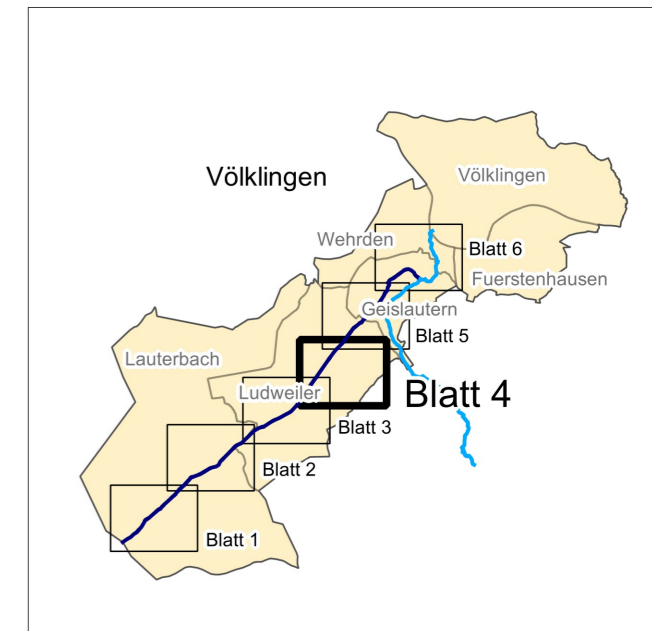 Völklingen
Völklingen
Wehrden
Blatt 6
Fuerstenhausen
Geislautern
Blatt 5
Lauterbach
Ludweiler
Blatt 4
Blatt 3
Blatt 2
Blatt 1